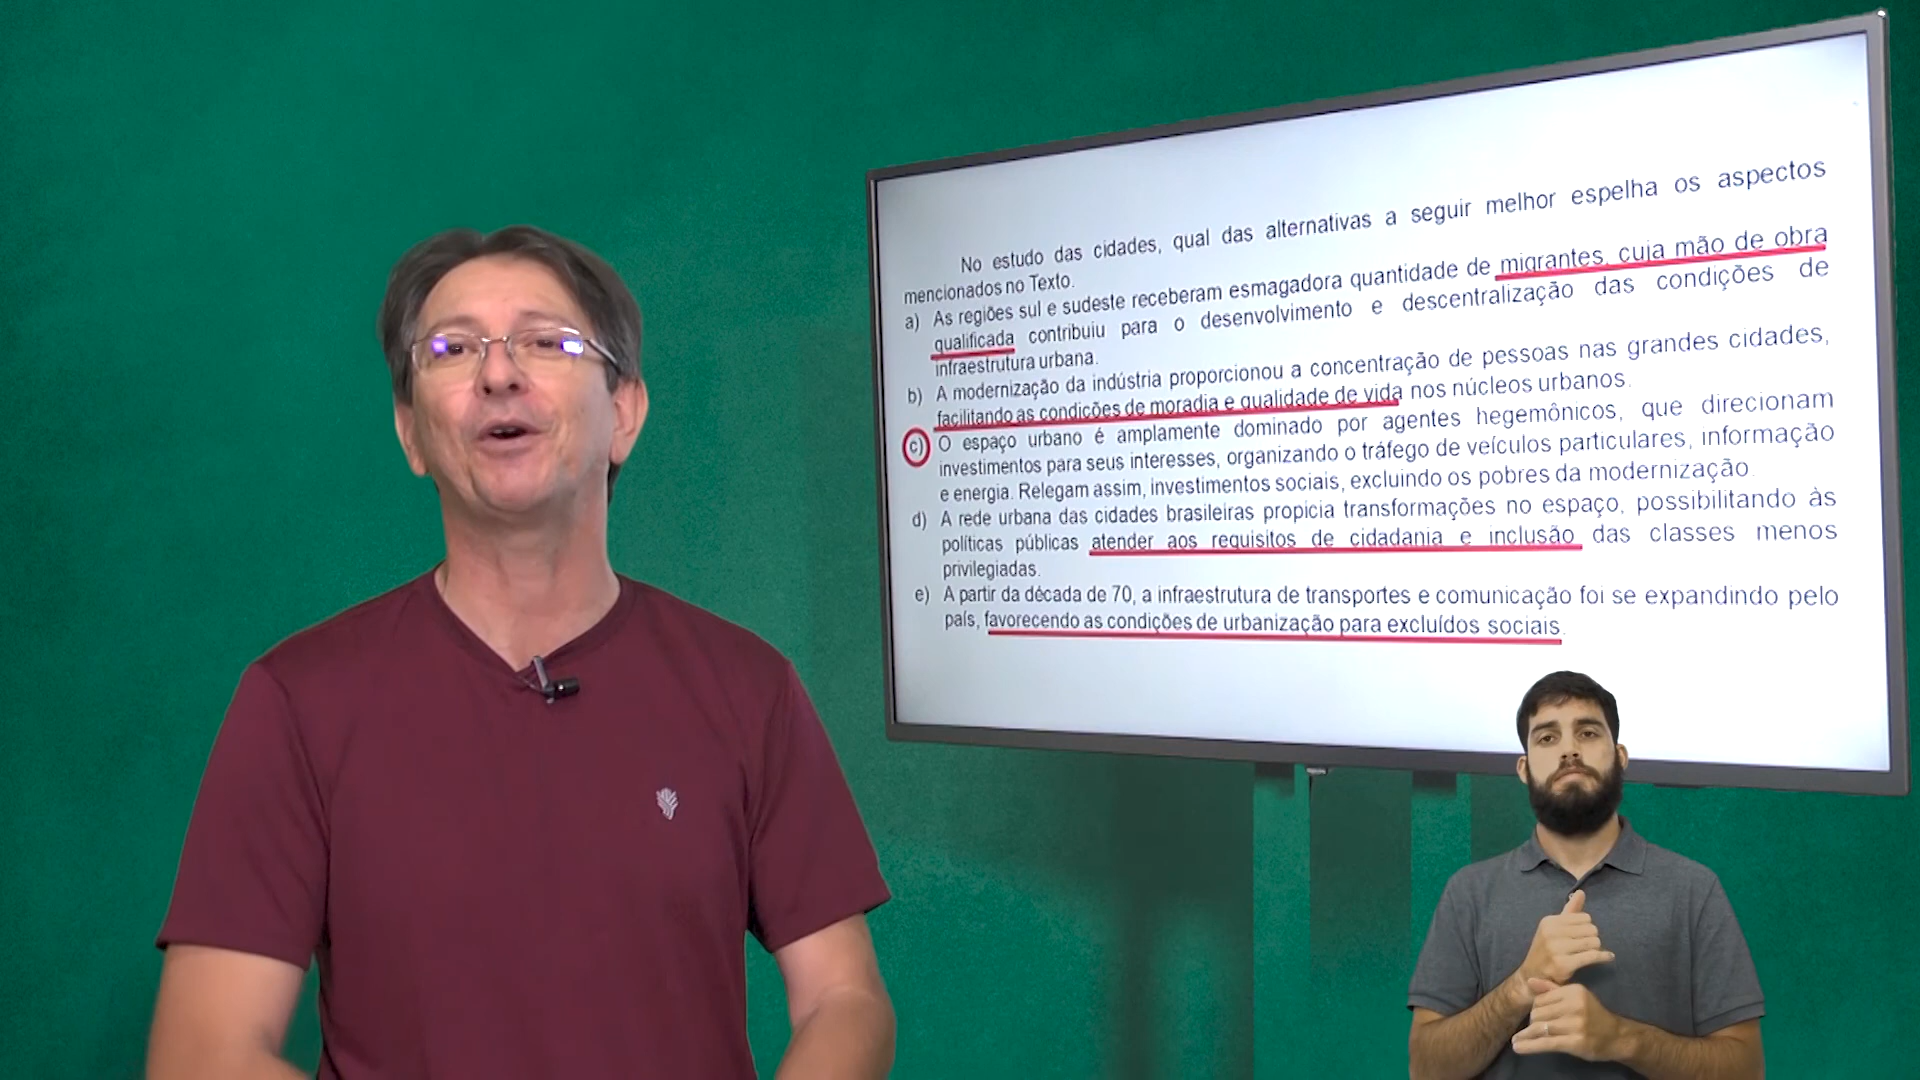 No estudo das cidades, qual das alternativas a seguir melhor espelha os aspectos
mencionados no Texto.
a) As regiões sul e sudeste receberam esmagadora quantidade de migrantes, cuja mão de obra
qualificada contribuiu para o desenvolvimento e descentralização das condições de
infraestrutura urbana.
b) A modernização da indústria proporcionou a concentração de pessoas nas grandes cidades,
facilitando as condições de moradia e qualidade de vida nos núcleos urbanos.
c) O espaço urbano é amplamente dominado por agentes hegemônicos, que direcionam
investimentos para seus interesses, organizando o tráfego de veículos particulares, informação
e energia. Relegam assim, investimentos sociais, excluindo os pobres da modernização.
d) A rede urbana das cidades brasileiras propicia transformações no espaço, possibilitando às
políticas públicas atender aos requisitos de cidadania e inclusão das classes menos
privilegiadas.
e) A partir da década de 70, a infraestrutura de transportes e comunicação foi se expandindo pelo
país, favorecendo as condições de urbanização para excluídos sociais.